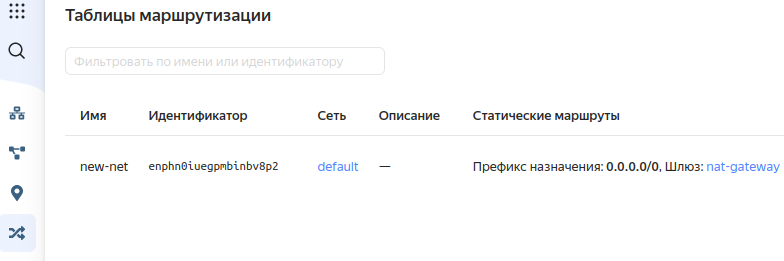 Таблицы маршрутизации
Фильтровать по имени или идентификатору
Имя Идентификатор Сеть Описание Статические маршруты
new-net enphn0iuegpmbinbv8p2 default — Префикс назначения: 0.0.0.0/0, Шлюз: nat-gateway